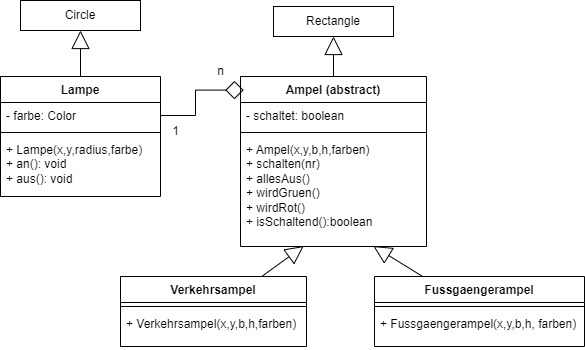 Circle
Rectangle
Lampe
- farbe: Color
+ Lampe(x,y,radius,farbe)
+ an(): void
+ aus(): void
n
1
Ampel (abstract)
- schaltet: boolean
+ Ampel(x,y,b,h,farben)
+ schalten(nr)
+ allesAus()
+ wirdGruen()
+ wirdRot()
+ isSchaltend():boolean
Verkehrsampel
+ Verkehrsampel(x,y,b,h,farben)
Fussgaengerampel
+ Fussgaengerampel(x,y,b,h, farben)